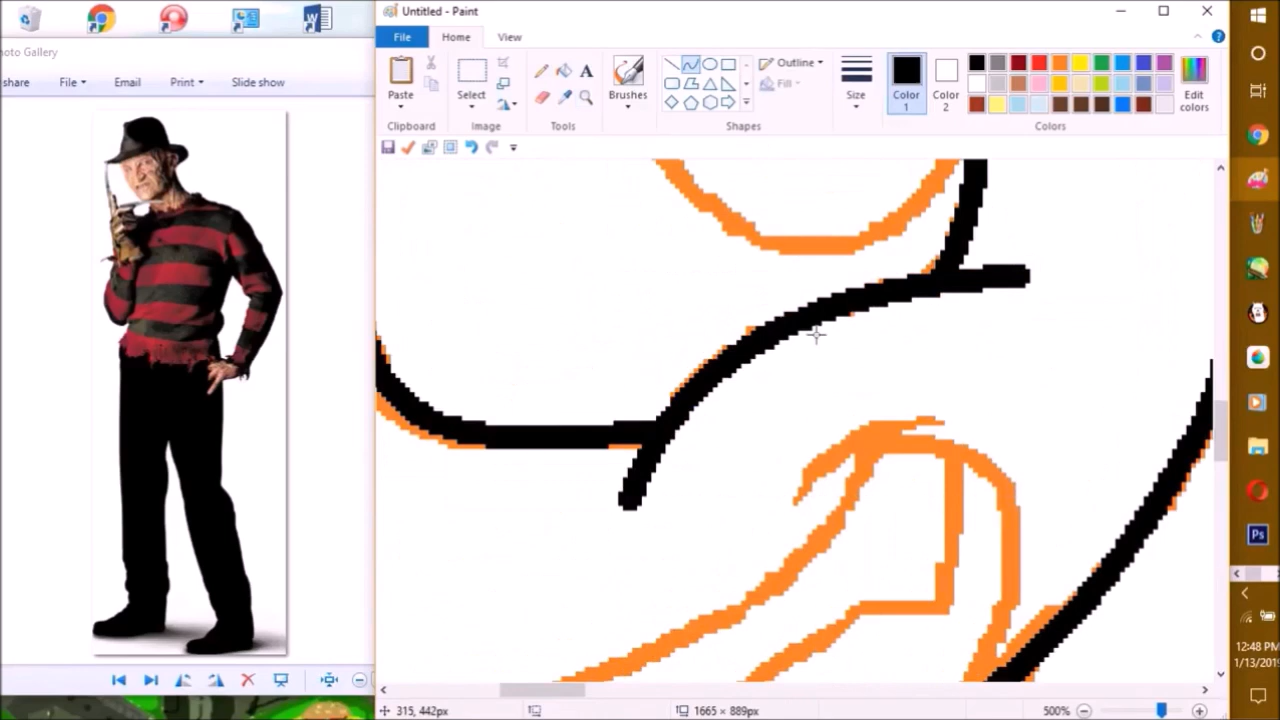 Untitled - Paint
oto Gallery
File
Home
View
share
File
Email
Print
Slide show
Paste
Select
Brushes
Outline
Fill
Size
Color
1
Color
2
Edit
colors
Clipboard
Image
Tools
Shapes
Colors
Ps
12:48 PM
1/13/201
315, 442px
1665 × 889px
500%